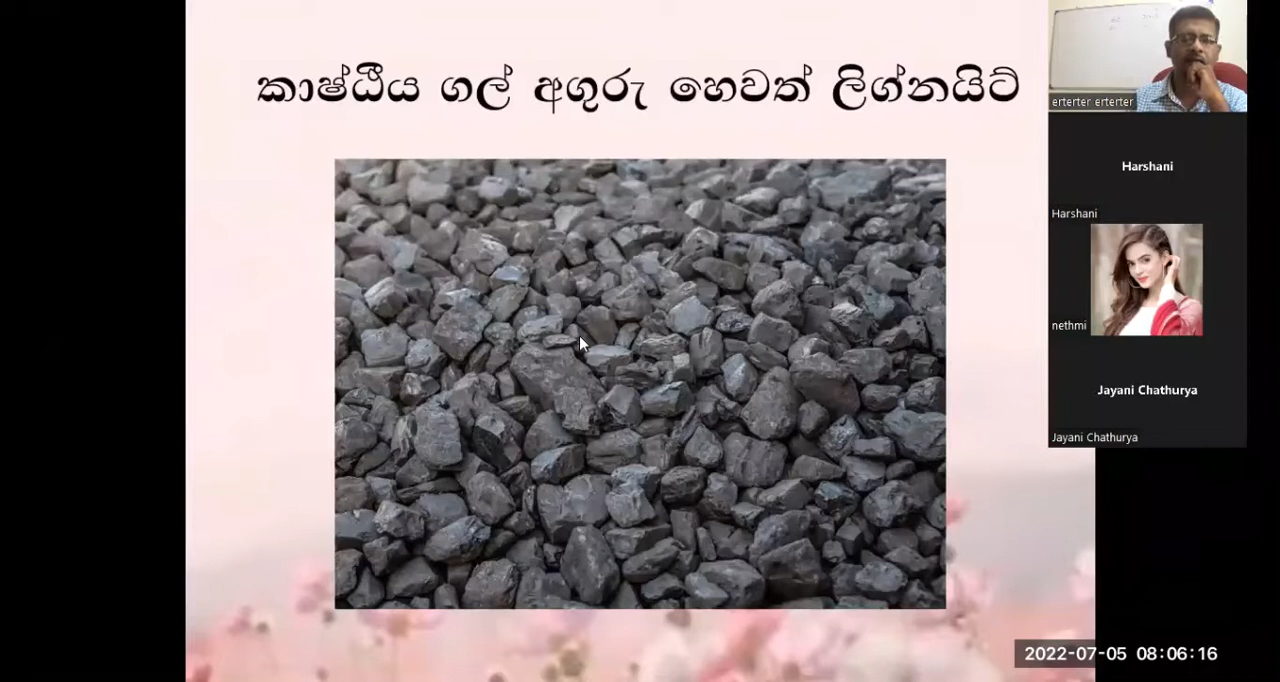 කාෂ්ඨීය ගල් අඟුරු හෙවත් ලිග්නයිට්
erterter erterter
Harshani
Harshani
nethmi
Jayani Chathurya
Jayani Chathurya
2022-07-05 08:06:16